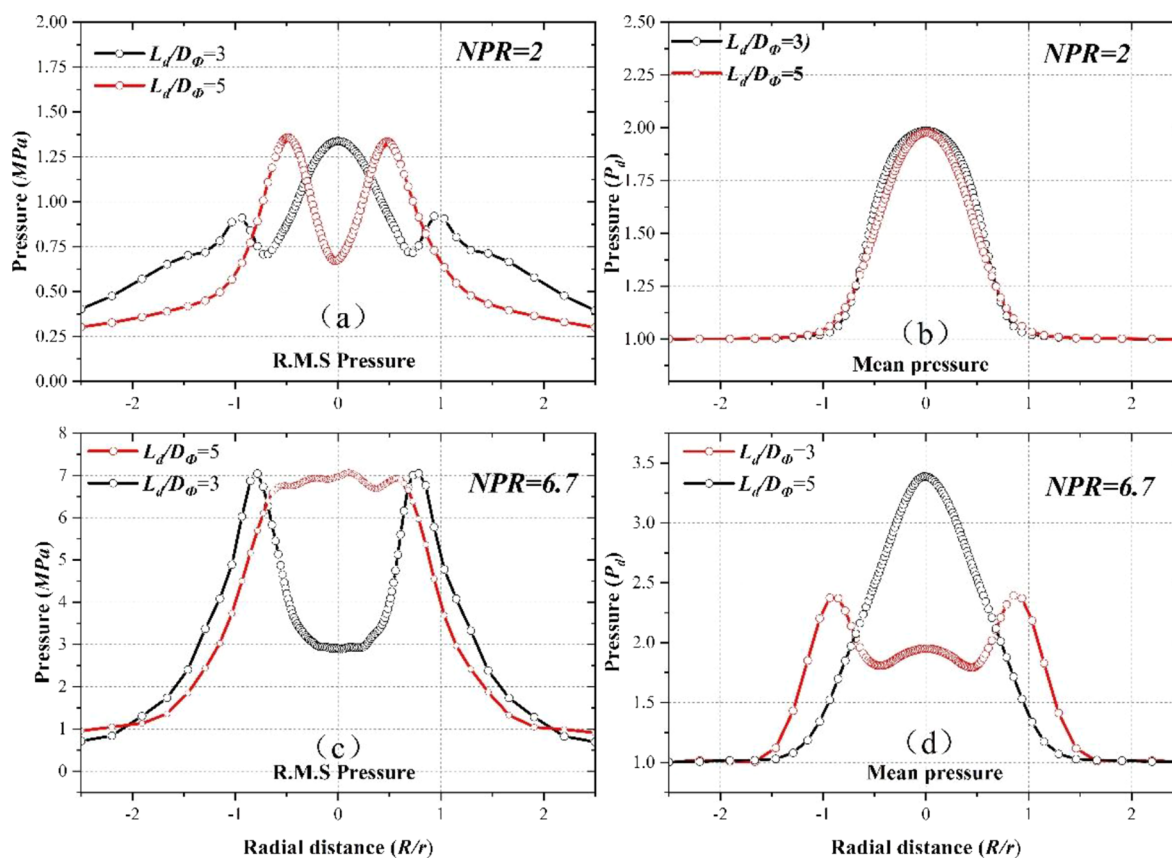 2.00
1.75
1.50
1.25
1.00
0.75
0.50
0.25
0.00
Pressure (MPa)
L_d/D_Φ=3
L_d/D_Φ=5
NPR=2
(a)
R.M.S Pressure
-2 -1 0 1 2
2.50
2.25
2.00
1.75
1.50
1.25
1.00
Pressure (P_d)
L_d/D_Φ=3)
L_d/D_Φ=5
NPR=2
(b)
Mean pressure
-2 -1 0 1 2
8
7
6
5
4
3
2
1
0
Pressure (MPa)
L_d/D_Φ=5
L_d/D_Φ=3
NPR=6.7
(c)
R.M.S Pressure
-2 -1 0 1 2
Radial distance (R/r)
3.5
3.0
2.5
2.0
1.5
1.0
Pressure (P_d)
L_d/D_Φ=3
L_d/D_Φ=5
NPR=6.7
(d)
Mean pressure
-2 -1 0 1 2
Radial distance (R/r)